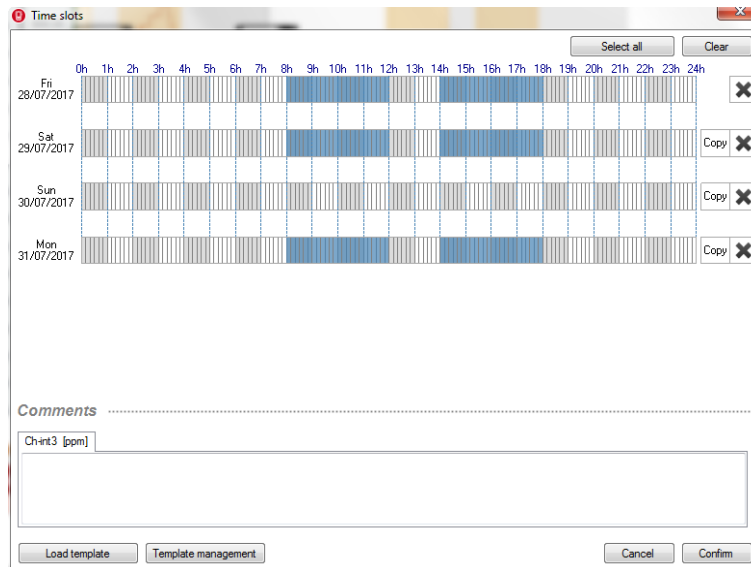 Time slots
Select all Clear
0h 1h 2h 3h 4h 5h 6h 7h 8h 9h 10h 11h 12h 13h 14h 15h 16h 17h 18h 19h 20h 21h 22h 23h 24h
Fri
28/07/2017
Sat
29/07/2017 Copy
Sun
30/07/2017 Copy
Mon
31/07/2017 Copy
Comments
Ch-int3 [ppm]
Load template Template management Cancel Confirm